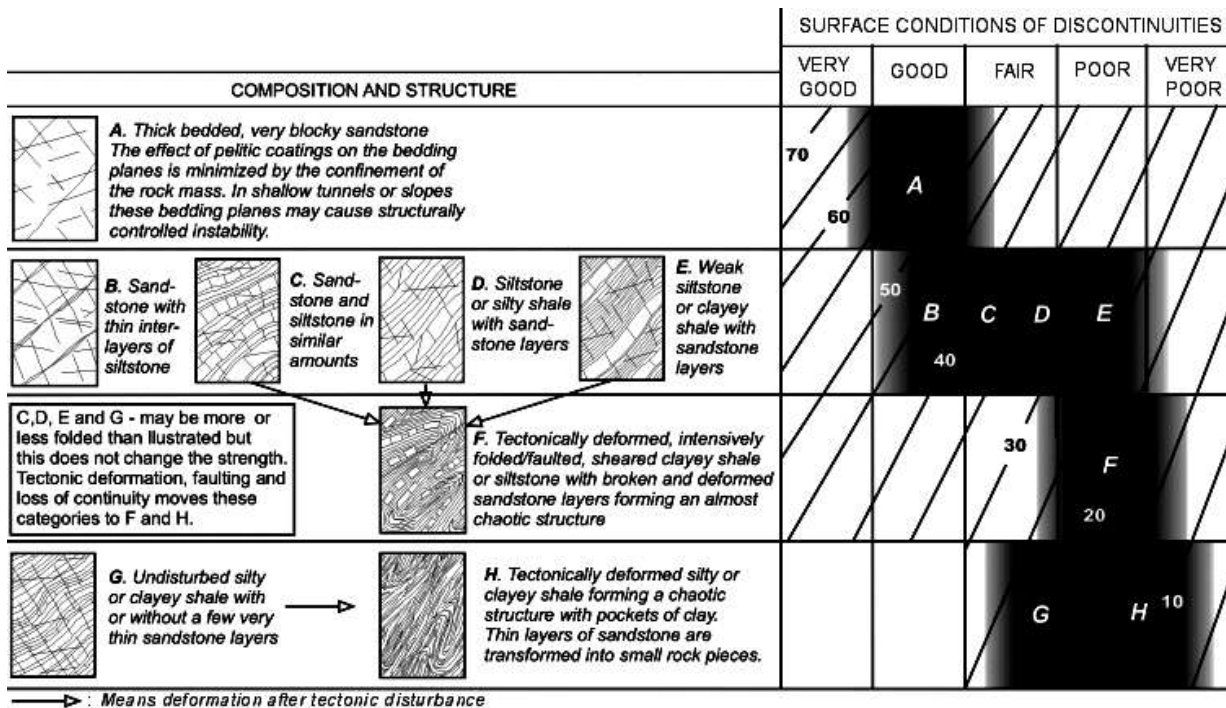 SURFACE CONDITIONS OF DISCONTINUITIES
VERY GOOD
GOOD
FAIR
POOR
VERY POOR
COMPOSITION AND STRUCTURE
A. Thick bedded, very blocky sandstone
The effect of pelitic coatings on the bedding
planes is minimized by the confinement of
the rock mass. In shallow tunnels or slopes
these bedding planes may cause structurally
controlled instability.
70
60
A
B. Sand-
stone with
thin inter-
layers of
siltstone
C. Sand-
stone and
siltstone in
similar
amounts
D. Siltstone
or silty shale
with sand-
stone layers
E. Weak
siltstone
or clayey
shale with
sandstone
layers
50
B
C
D
E
40
C,D, E and G - may be more or
less folded than llustrated but
this does not change the strength.
Tectonic deformation, faulting and
loss of continuity moves these
categories to F and H.
F. Tectonically deformed, intensively
folded/faulted, sheared clayey shale
or siltstone with broken and deformed
sandstone layers forming an almost
chaotic structure
30
F
20
G. Undisturbed silty
or clayey shale with
or without a few very
thin sandstone layers
H. Tectonically deformed silty or
clayey shale forming a chaotic
structure with pockets of clay.
Thin layers of sandstone are
transformed into small rock pieces.
G
H
10
: Means deformation after tectonic disturbance